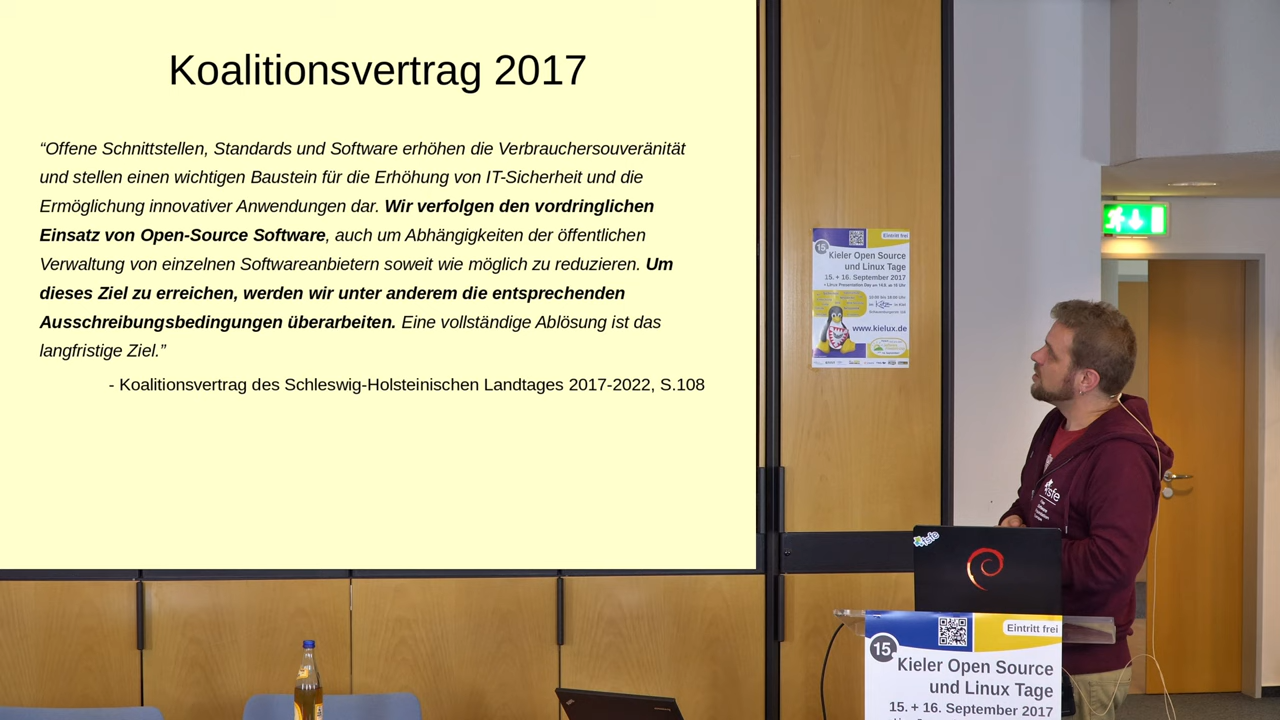 Koalitionsvertrag 2017
“Offene Schnittstellen, Standards und Software erhöhen die Verbrauchersouveränität
und stellen einen wichtigen Baustein für die Erhöhung von IT-Sicherheit und die
Ermöglichung innovativer Anwendungen dar. Wir verfolgen den vordringlichen
Einsatz von Open-Source Software, auch um Abhängigkeiten der öffentlichen
Verwaltung von einzelnen Softwareanbietern soweit wie möglich zu reduzieren. Um
dieses Ziel zu erreichen, werden wir unter anderem die entsprechenden
Ausschreibungsbedingungen überarbeiten. Eine vollständige Ablösung ist das
langfristige Ziel.”
- Koalitionsvertrag des Schleswig-Holsteinischen Landtages 2017-2022, S.108
Eintritt frei
15.
Kieler Open Source
und Linux Tage
15. + 16. September 2017
www.kielux.de
fsfe
Eintritt frei
15.
Kieler Open Source
und Linux Tage
15. + 16. September 2017